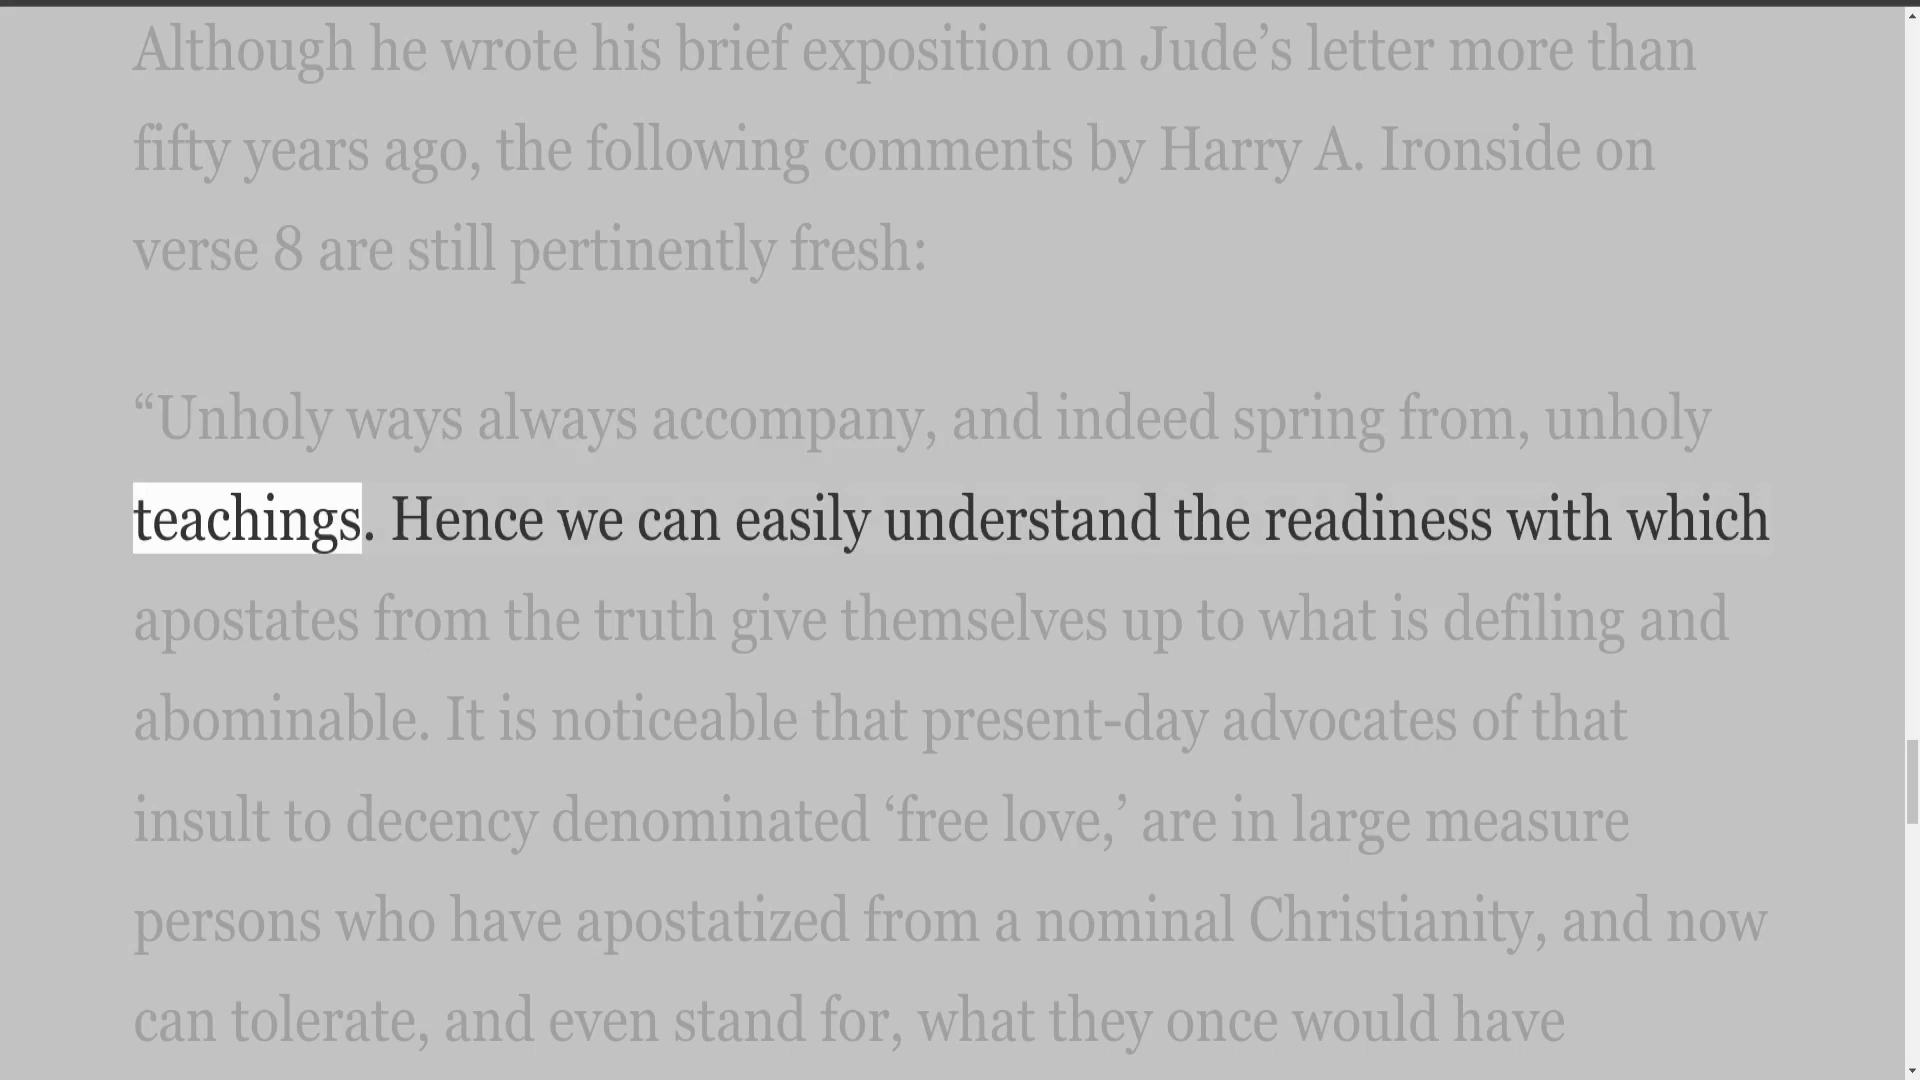 Although he wrote his brief exposition on Jude’s letter more than
fifty years ago, the following comments by Harry A. Ironside on
verse 8 are still pertinently fresh:
“Unholy ways always accompany, and indeed spring from, unholy
teachings. Hence we can easily understand the readiness with which
apostates from the truth give themselves up to what is defiling and
abominable. It is noticeable that present-day advocates of that
insult to decency denominated ‘free love,’ are in large measure
persons who have apostatized from a nominal Christianity, and now
can tolerate, and even stand for, what they once would have